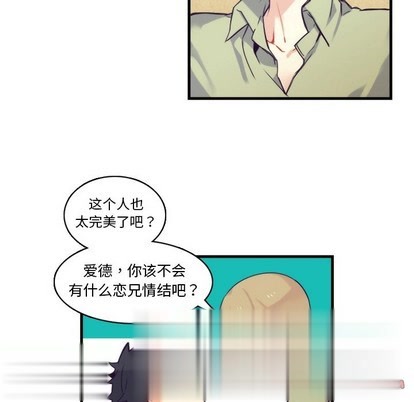 这个人也
太完美了吧？
爱德，你该不会
有什么恋兄情结吧？